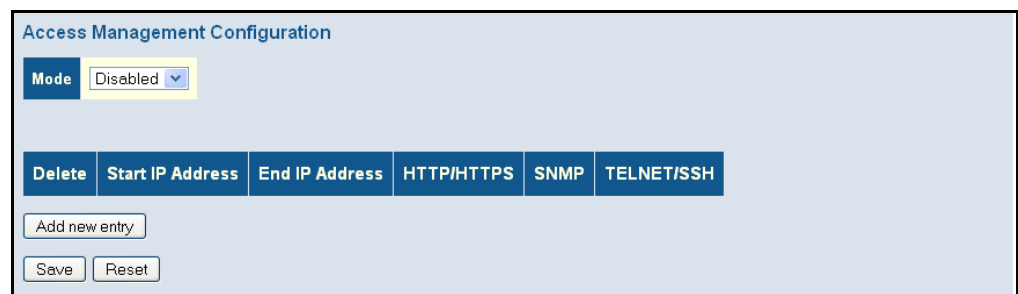 Access Management Configuration
Mode Disabled
Delete Start IP Address End IP Address HTTP/HTTPS SNMP TELNET/SSH
Add new entry
Save Reset